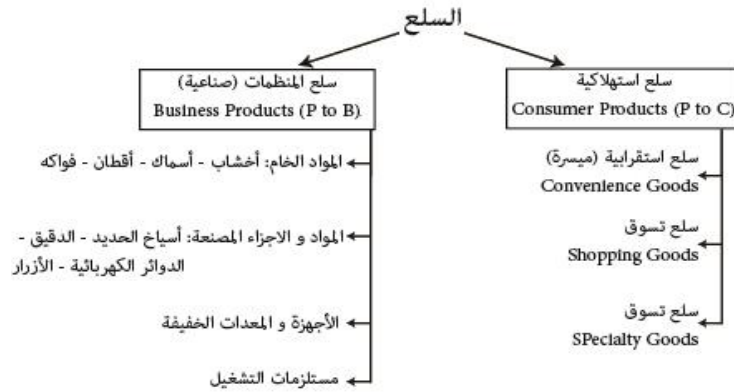 السلع
سلع استهلاكية
Consumer Products (P to C)
سلع استقرابية (ميسرة)
Convenience Goods
سلع تسوق
Shopping Goods
سلع تسوق
SPecialty Goods
سلع المنظمات (صناعية)
Business Products (P to B)
المواد الخام: أخشاب - أسماك - أقطان - فواكه
المواد و الاجزاء المصنعة: أسياخ الحديد - الدقيق -
الدوائر الكهربائية - الأزرار
الأجهزة و المعدات الخفيفة
مستلزمات التشغيل